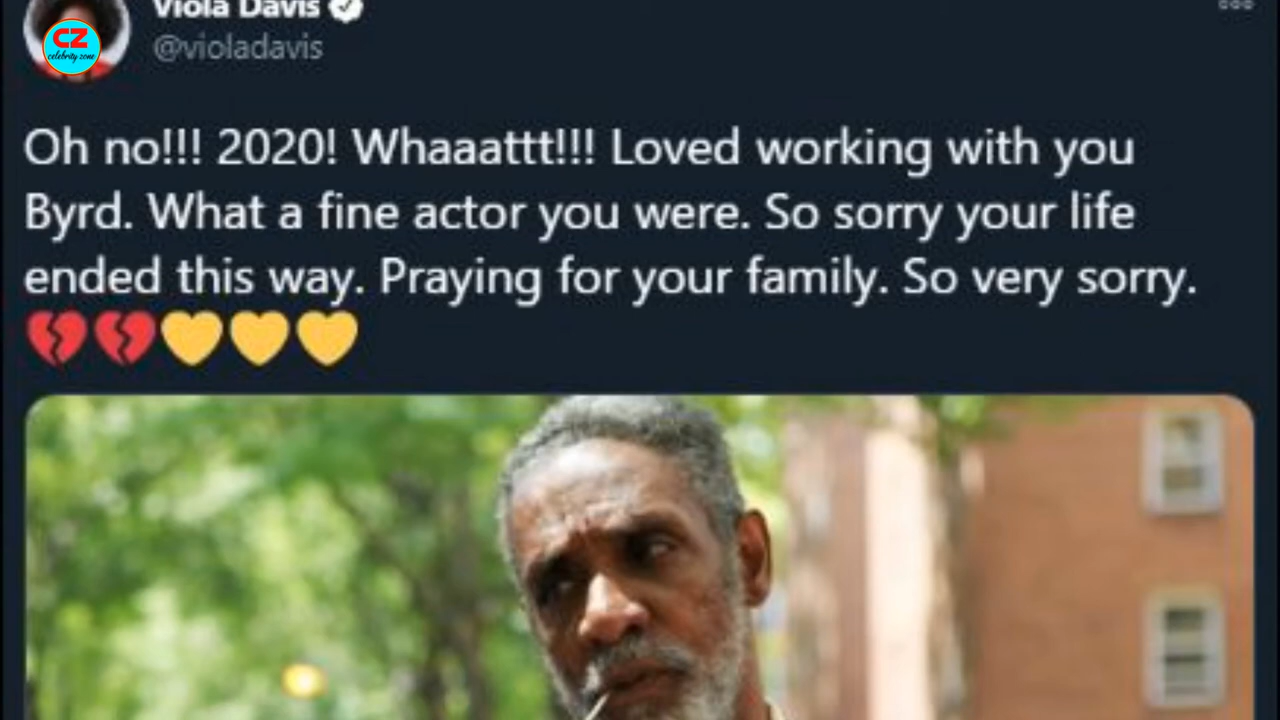 Viola Davis
CZ
celebrity zone
@violadavis
Oh no!!! 2020! Whaaattt!!! Loved working with you
Byrd. What a fine actor you were. So sorry your life
ended this way. Praying for your family. So very sorry.
💔💔💛💛💛